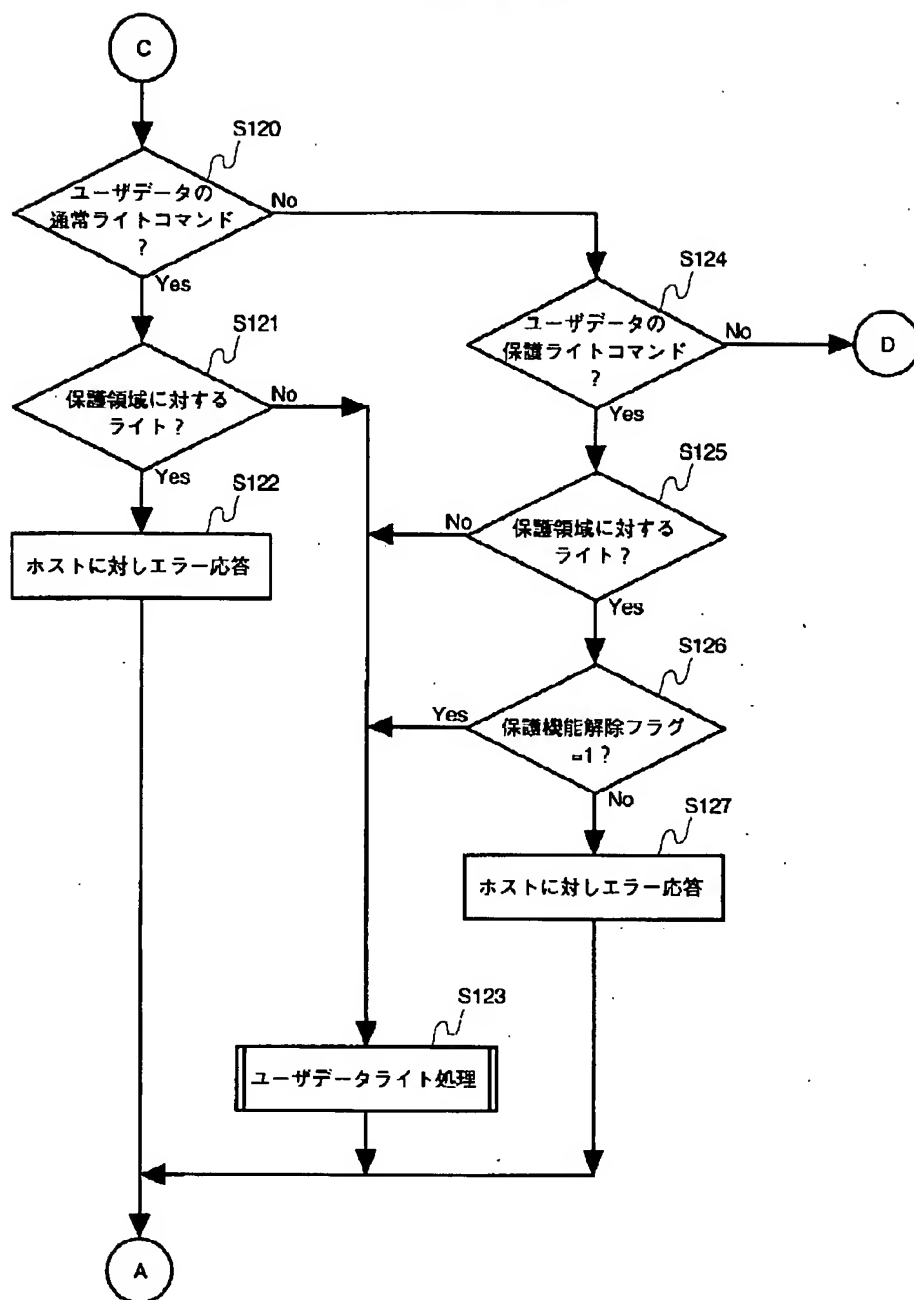 C
S120
ユーザデータの
通常ライトコマンド
?
No
Yes
S124
ユーザデータの
保護ライトコマンド
?
No
D
Yes
S121
保護領域に対する
ライト?
No
Yes
S122
ホストに対しエラー応答
S125
保護領域に対する
ライト?
No
Yes
S126
保護機能解除フラグ
=1?
Yes
No
S127
ホストに対しエラー応答
S123
ユーザデータライト処理
A